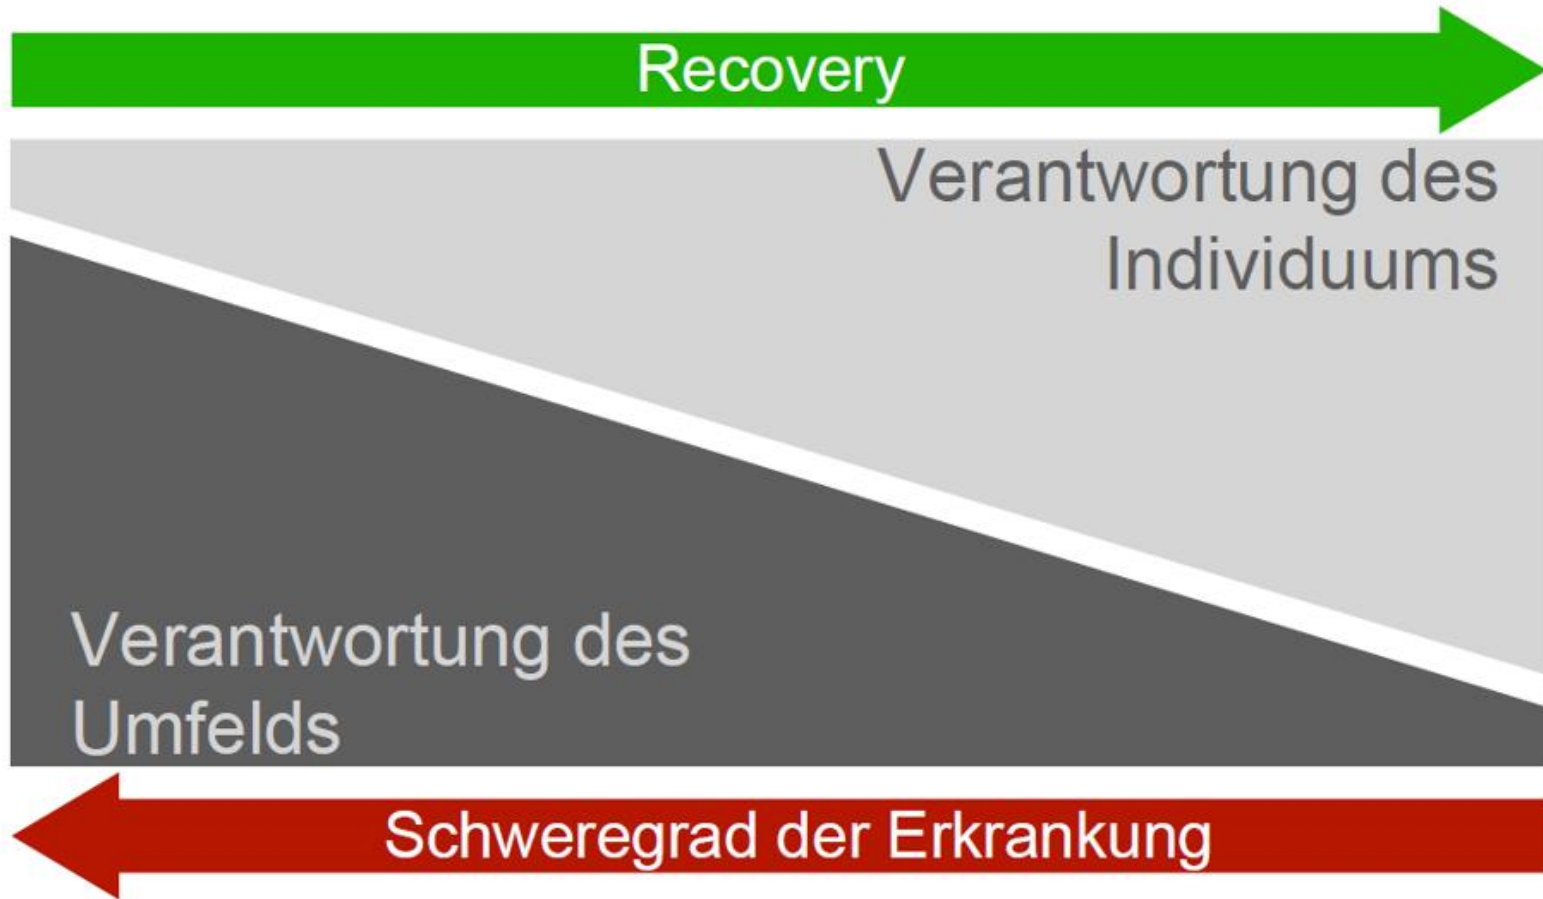 Recovery
Verantwortung des
Individuums
Verantwortung des
Umfelds
Schweregrad der Erkrankung